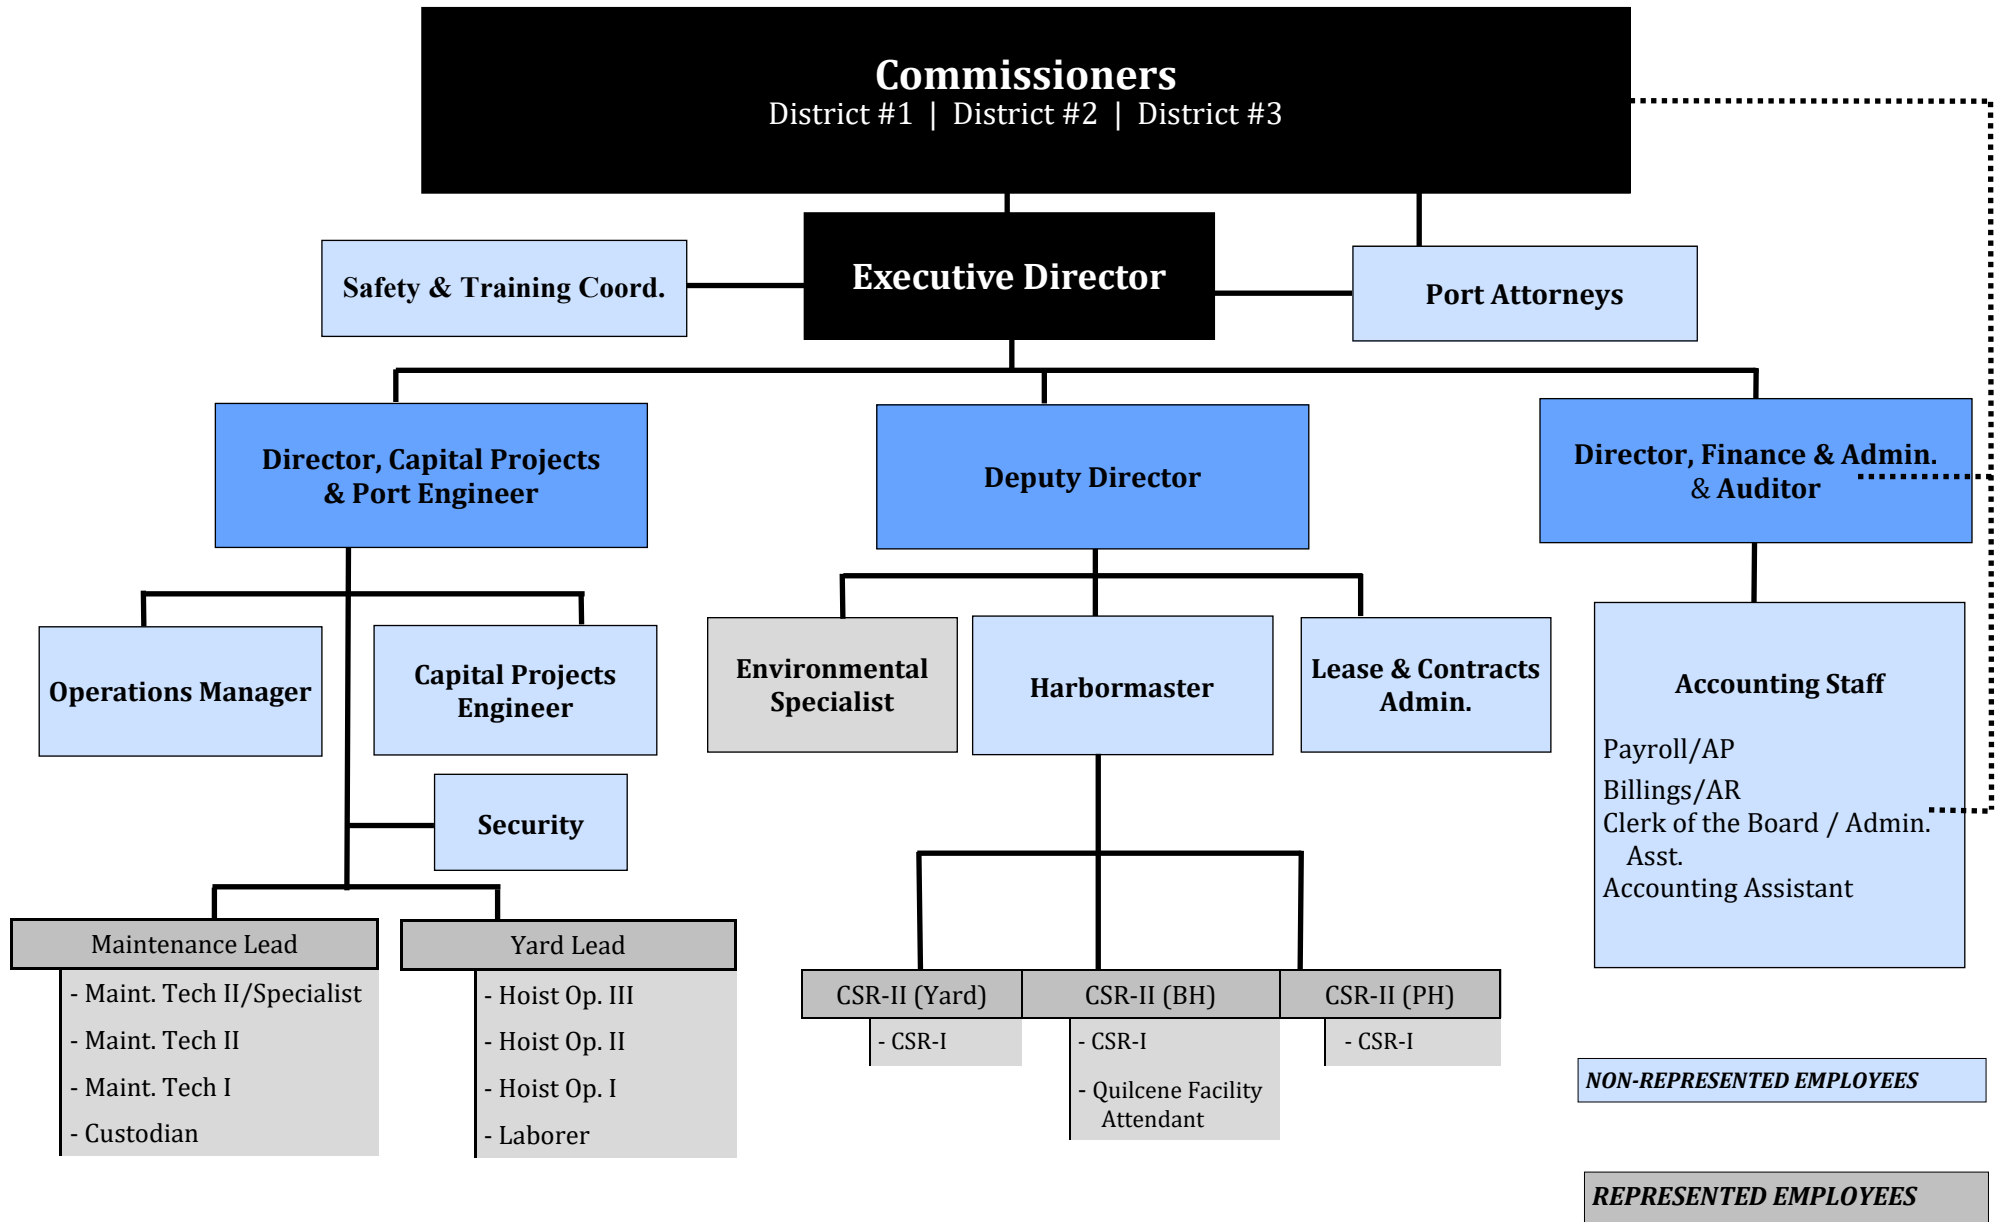 Commissioners
District #1 | District #2 | District #3
Safety & Training Coord.
Executive Director
Port Attorneys
Director, Capital Projects
& Port Engineer
Deputy Director
Director, Finance & Admin.
& Auditor
Operations Manager
Capital Projects
Engineer
Security
Environmental
Specialist
Harbormaster
Lease & Contracts
Admin.
Accounting Staff
Payroll/AP
Billings/AR
Clerk of the Board / Admin.
Asst.
Accounting Assistant
Maintenance Lead
- Maint. Tech II/Specialist
- Maint. Tech II
- Maint. Tech I
- Custodian
Yard Lead
- Hoist Op. III
- Hoist Op. II
- Hoist Op. I
- Laborer
CSR-II (Yard)
- CSR-I
CSR-II (BH)
- CSR-I
- Quilcene Facility
Attendant
CSR-II (PH)
- CSR-I
NON-REPRESENTED EMPLOYEES
REPRESENTED EMPLOYEES